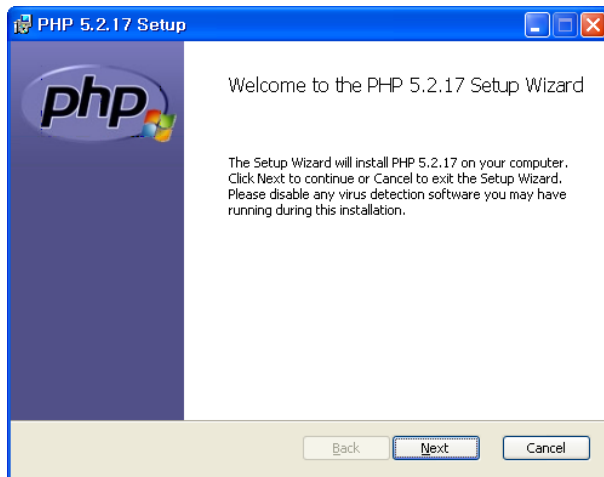 PHP 5.2.17 Setup
php
Welcome to the PHP 5.2.17 Setup Wizard
The Setup Wizard will install PHP 5.2.17 on your computer.
Click Next to continue or Cancel to exit the Setup Wizard.
Please disable any virus detection software you may have
running during this installation.
Back Next Cancel